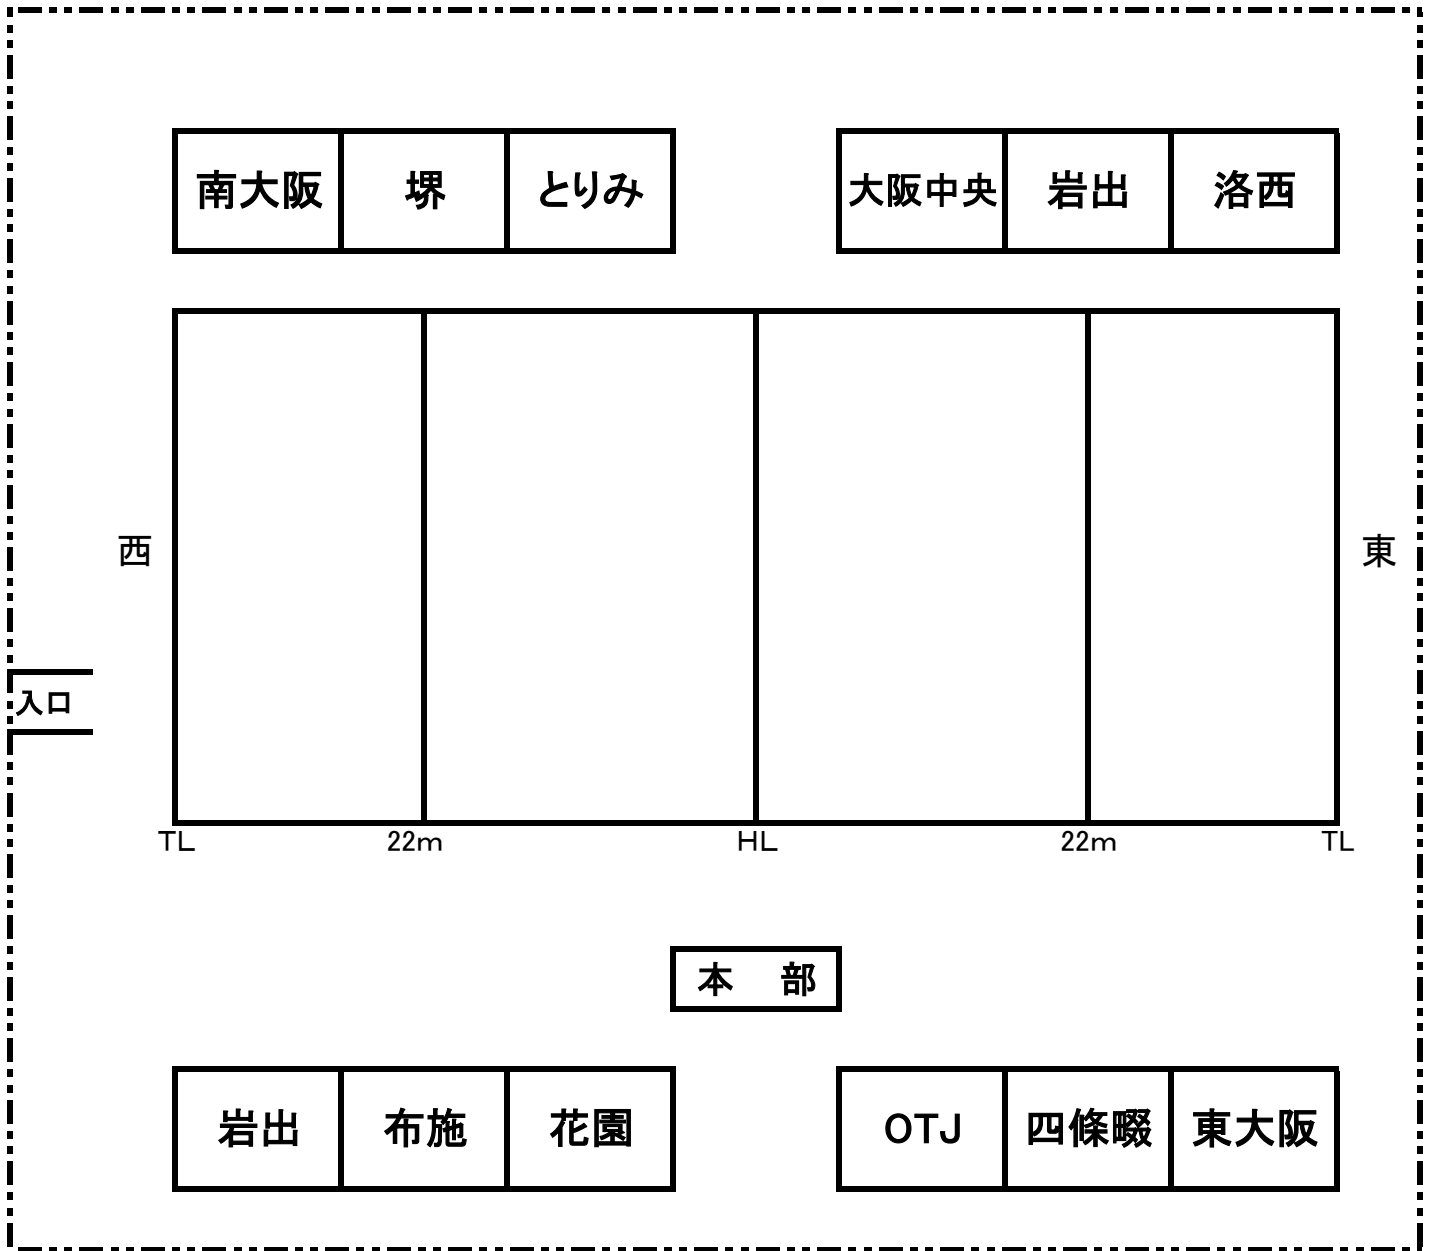 南大阪 堺 とりみ 大阪中央 岩出 洛西
西 東
入口
TL 22m HL 22m TL
本 部
岩出 布施 花園 OTJ 四條畷 東大阪